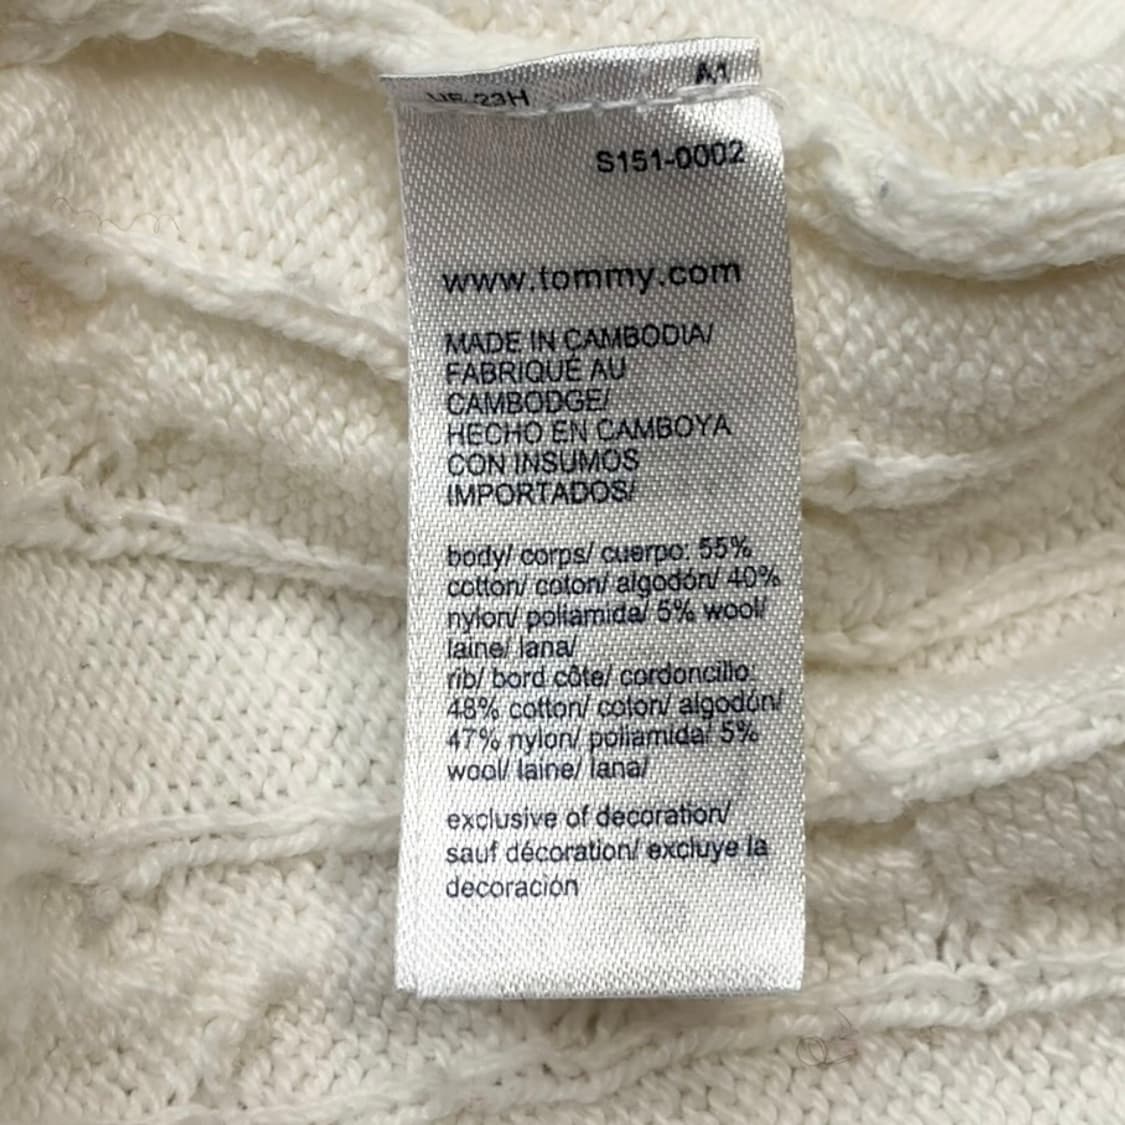 A1
23H
S151-0002
www.tommy.com
MADE IN CAMBODIA/
FABRIQUÉ AU
CAMBODGE/
HECHO EN CAMBOYA
CON INSUMOS
IMPORTADOS/
body/ corps/ cuerpo: 55%
cotton/ coton/ algodón/ 40%
nylon/ poliamida/ 5% wool/
laine/ lana/
rib/ bord côte/ cordoncillo
48% cotton/ coton/ algodón/
47% nylon/ poliamida/ 5%
wool/ laine/ lana/
exclusive of decoration/
sauf décoration/ excluye la
decoración